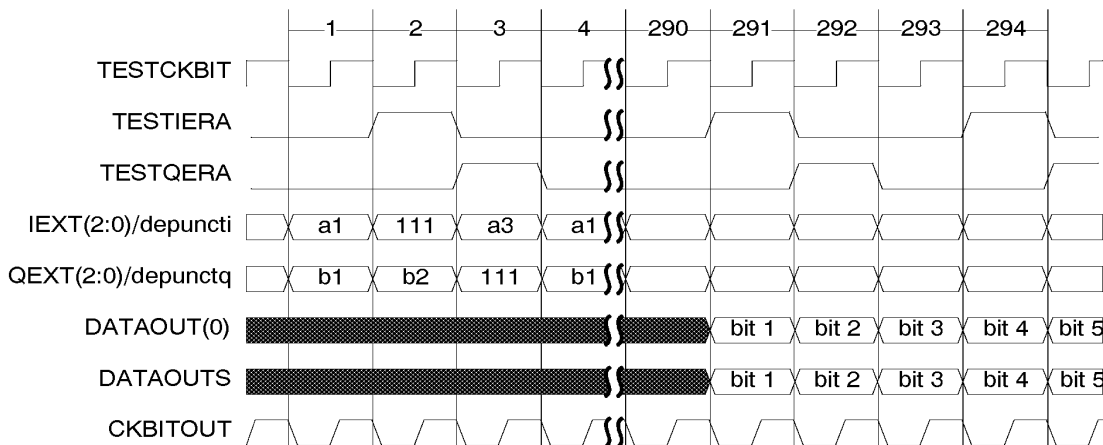 1 2 3 4 290 291 292 293 294
TESTCKBIT
TESTIERA
TESTQERA
IEXT(2:0)/depuncti a1 111 a3 a1
QEXT(2:0)/depunctq b1 b2 111 b1
DATAOUT(0) bit 1 bit 2 bit 3 bit 4 bit 5
DATAOUTS bit 1 bit 2 bit 3 bit 4 bit 5
CKBITOUT